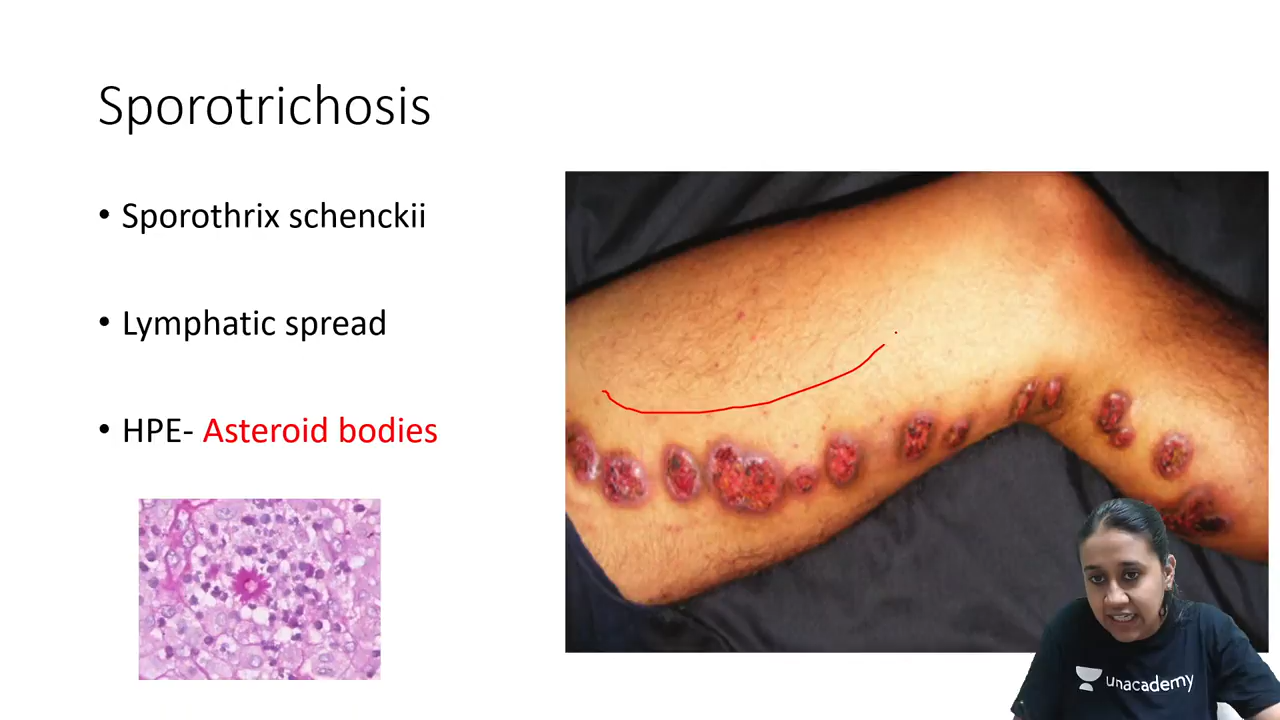 Sporotrichosis
• Sporothrix schenckii
• Lymphatic spread
• HPE- Asteroid bodies
unacademy